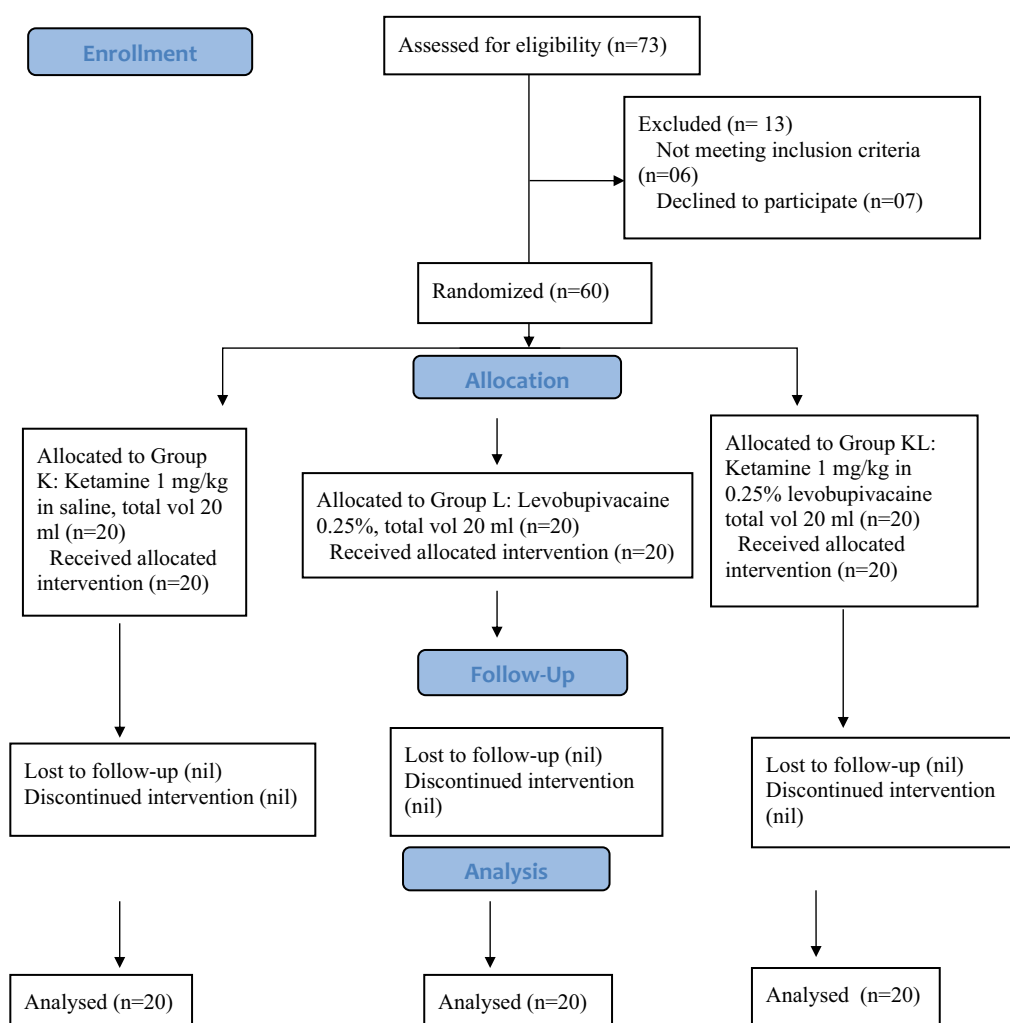 Enrollment
Assessed for eligibility (n=73)
Excluded (n= 13)
Not meeting inclusion criteria
(n=06)
Declined to participate (n=07)
Randomized (n=60)
Allocation
Allocated to Group
K: Ketamine 1 mg/kg
in saline, total vol 20
ml (n=20)
Received allocated
intervention (n=20)
Allocated to Group L: Levobupivacaine
0.25%, total vol 20 ml (n=20)
Received allocated intervention (n=20)
Allocated to Group KL:
Ketamine 1 mg/kg in
0.25% levobupivacaine
total vol 20 ml (n=20)
Received allocated
intervention (n=20)
Follow-Up
Lost to follow-up (nil)
Discontinued intervention (nil)
Lost to follow-up (nil)
Discontinued intervention
(nil)
Lost to follow-up (nil)
Discontinued intervention
(nil)
Analysis
Analysed (n=20)
Analysed (n=20)
Analysed  (n=20)